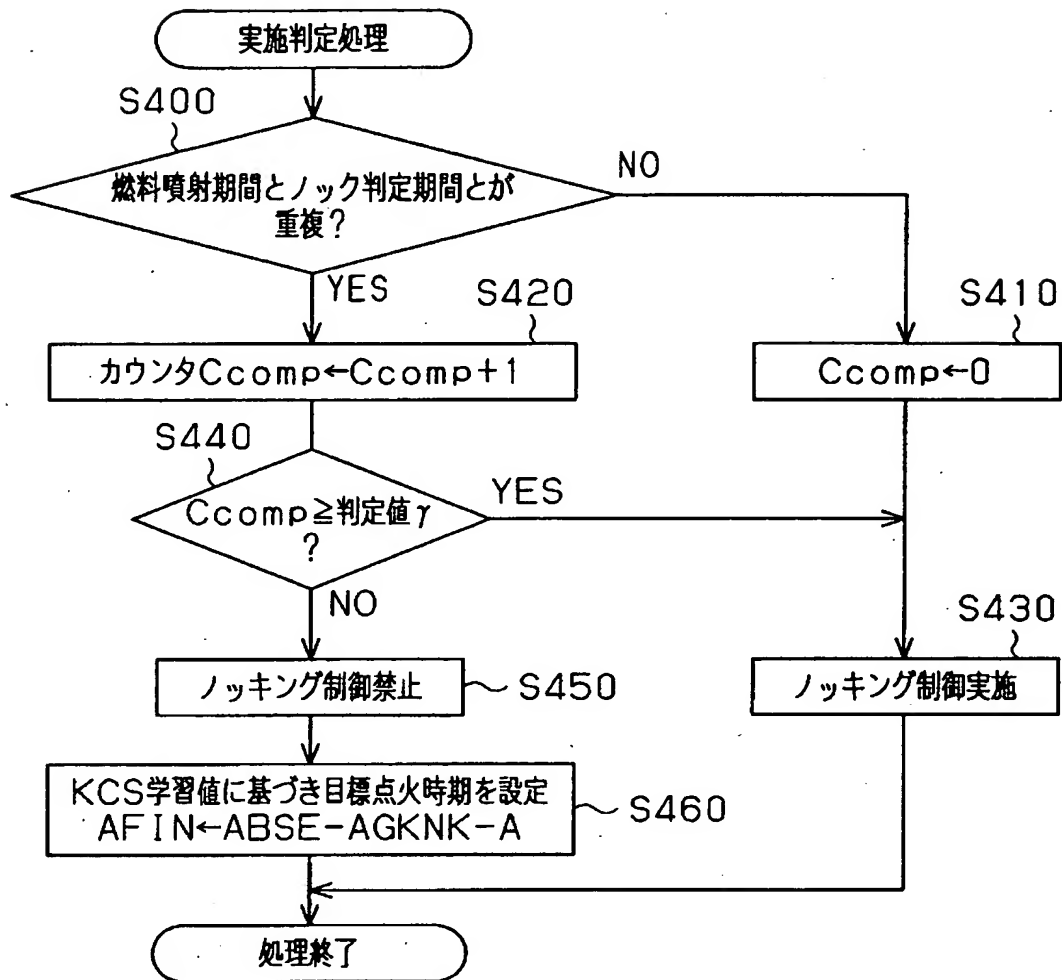 実施判定処理
S400
燃料噴射期間とノック判定期間とが
重複?
NO
YES
S420
カウンタCcomp←Ccomp+1
S410
Ccomp←0
S440
Ccomp≧判定値γ
?
YES
NO
S430
ノッキング制御実施
ノッキング制御禁止
S450
KCS学習値に基づき目標点火時期を設定
AFIN←ABSE-AGKNK-A
S460
処理終了